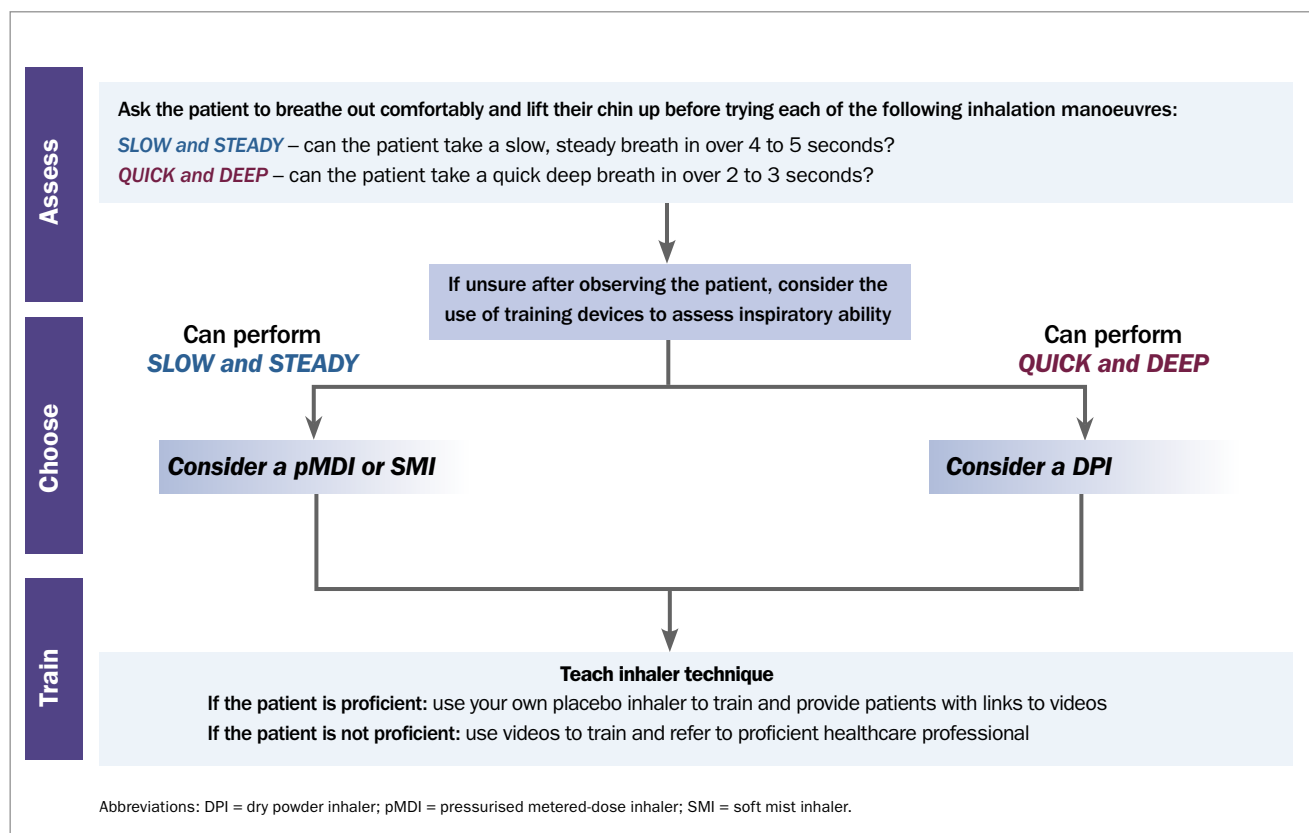 Assess
Ask the patient to breathe out comfortably and lift their chin up before trying each of the following inhalation manoeuvres:
SLOW and STEADY – can the patient take a slow, steady breath in over 4 to 5 seconds?
QUICK and DEEP – can the patient take a quick deep breath in over 2 to 3 seconds?
If unsure after observing the patient, consider the
use of training devices to assess inspiratory ability
Choose
Can perform
SLOW and STEADY
Can perform
QUICK and DEEP
Consider a pMDI or SMI
Consider a DPI
Train
Teach inhaler technique
If the patient is proficient: use your own placebo inhaler to train and provide patients with links to videos
If the patient is not proficient: use videos to train and refer to proficient healthcare professional
Abbreviations: DPI = dry powder inhaler; pMDI = pressurised metered-dose inhaler; SMI = soft mist inhaler.